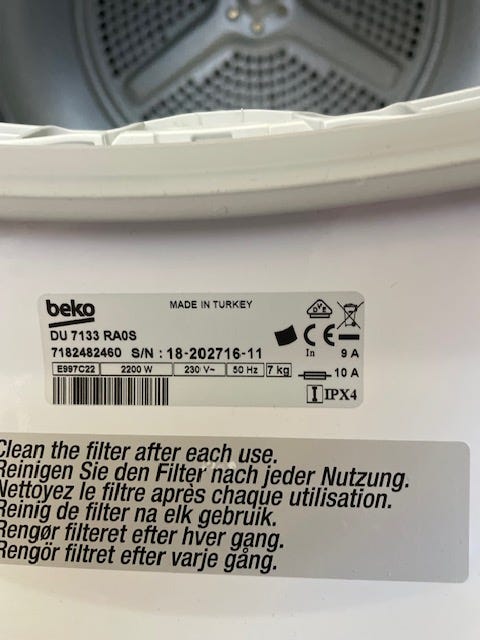 beko
MADE IN TURKEY
DU 7133 RA0S
7182482460 S/N : 18-202716-11
In 9 A
E997C22 2200 W 230 V~ 50 Hz 7 kg
10 A
IPX4
Clean the filter after each use.
Reinigen Sie den Filter nach jeder Nutzung.
Nettoyez le filtre après chaque utilisation.
Reinig de filter na elk gebruik.
Rengør filteret efter hver gang.
Rengör filtret efter varje gång.